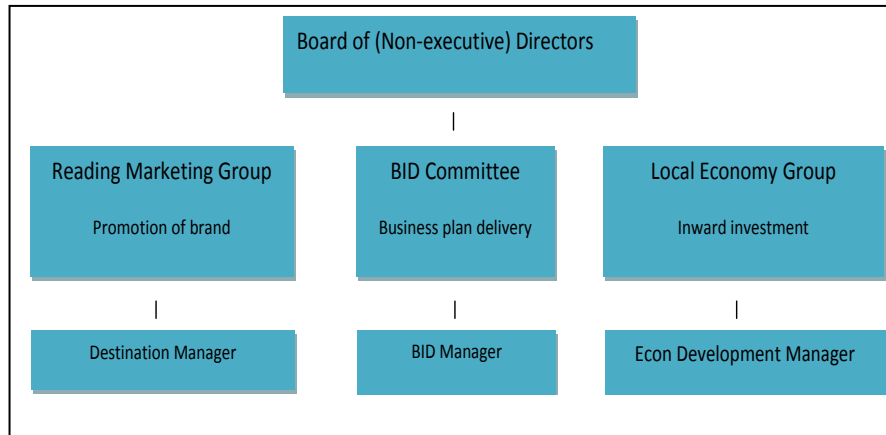 Board of (Non-executive) Directors
Reading Marketing Group
Promotion of brand
BID Committee
Business plan delivery
Local Economy Group
Inward investment
Destination Manager
BID Manager
Econ Development Manager